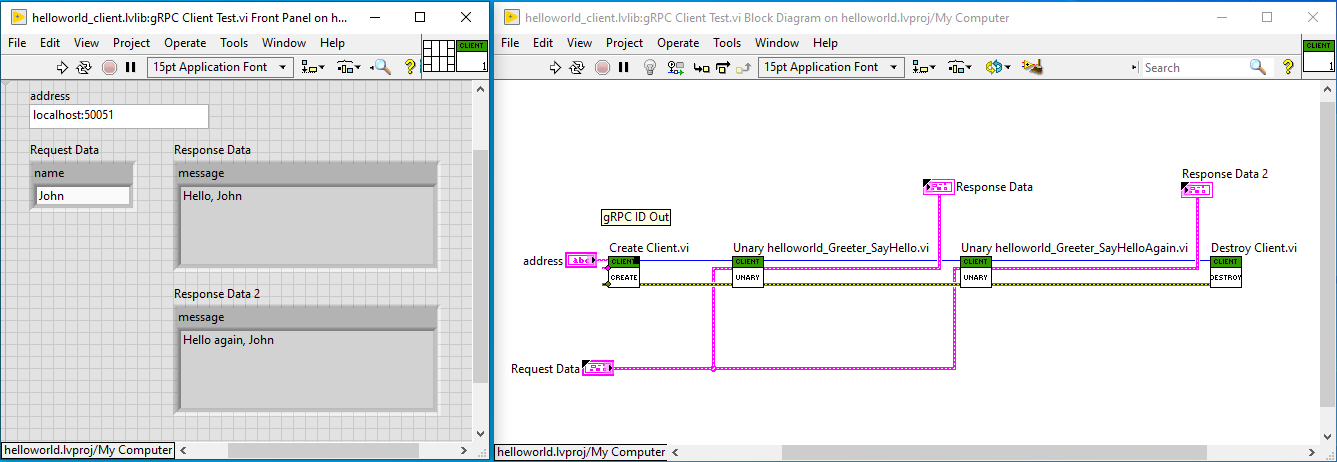 helloworld_client.lvlib:gRPC Client Test.vi Front Panel on h...
File Edit View Project Operate Tools Window Help
CLIENT
1
15pt Application Font
address
localhost:50051
Request Data
name
John
Response Data
message
Hello, John
Response Data 2
message
Hello again, John
helloworld.lvproj/My Computer
helloworld_client.lvlib:gRPC Client Test.vi Block Diagram on helloworld.lvproj/My Computer
File Edit View Project Operate Tools Window Help
CLIENT
1
15pt Application Font
Search
Response Data 2
Response Data
gRPC ID Out
Create Client.vi
Unary helloworld_Greeter_SayHello.vi
Unary helloworld_Greeter_SayHelloAgain.vi
Destroy Client.vi
address
abc
CLIENT
CREATE
CLIENT
UNARY
CLIENT
UNARY
CLIENT
DESTROY
Request Data
helloworld.lvproj/My Computer